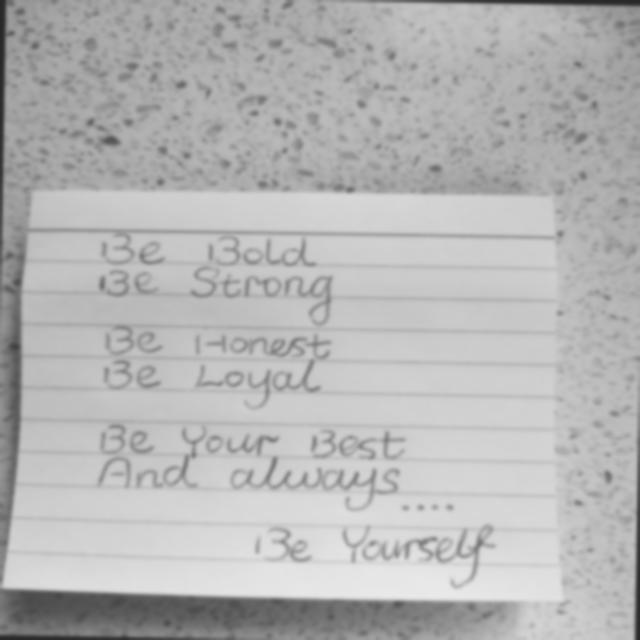 Be Bold
Be Strong
Be Honest
Be Loyal
Be Your Best
And always ....
Be Yourself